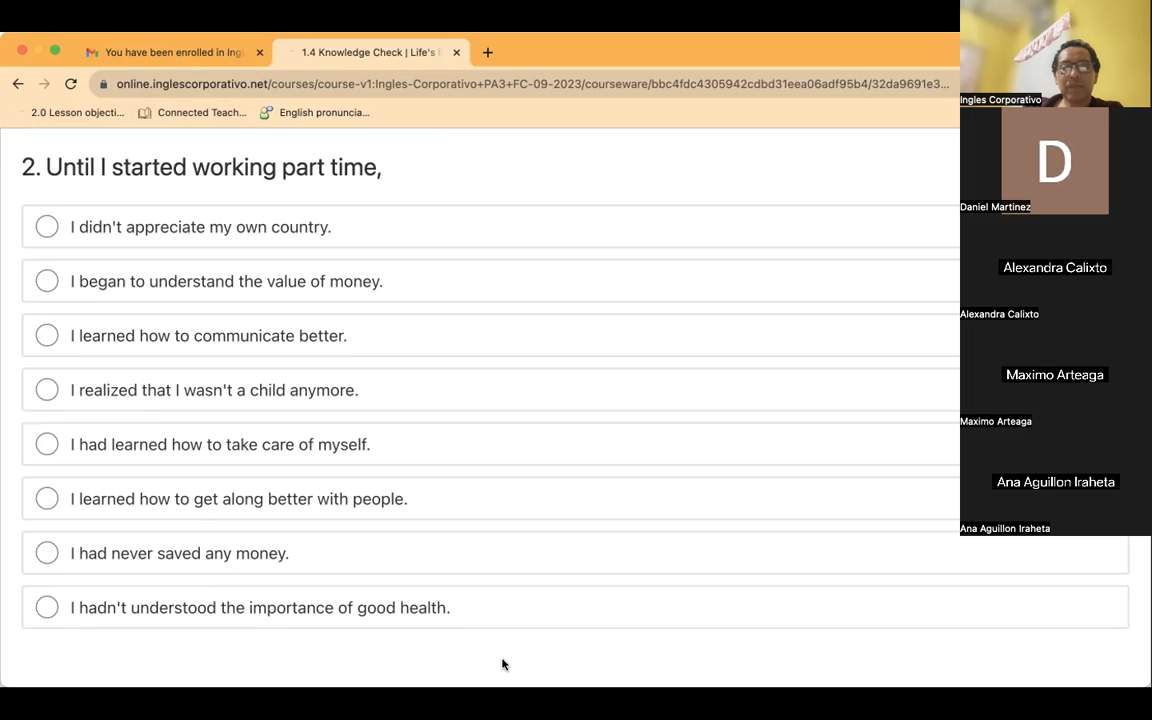 You have been enrolled in Ingl
1.4 Knowledge Check | Life's
Ingles Corporativo
online.inglescorporativo.net/courses/course-v1:Ingles-Corporativo+PA3+FC-09-2023/courseware/bbc4fdc4305942cdbd31eea06adf95b4/32da9691e3...
2.0 Lesson objecti...
Connected Teach...
English pronuncia...
2. Until I started working part time,
I didn't appreciate my own country.
I began to understand the value of money.
I learned how to communicate better.
I realized that I wasn't a child anymore.
I had learned how to take care of myself.
I learned how to get along better with people.
I had never saved any money.
I hadn't understood the importance of good health.
D
Daniel Martinez
Alexandra Calixto
Alexandra Calixto
Maximo Arteaga
Maximo Arteaga
Ana Aguillon Iraheta
Ana Aguillon Iraheta